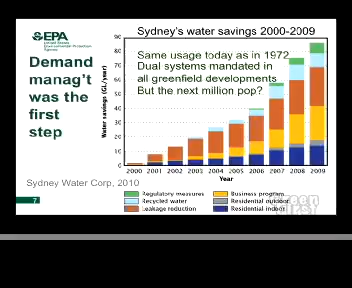 EPA
United States
Environmental Protection
Agency
Sydney's water savings 2000-2009
Demand
manag't
was the
first
step
Same usage today as in 1972
Dual systems mandated in
all greenfield developments
But the next million pop?
Water savings (GL/year)
90
80
70
60
50
40
30
20
10
0
2000 2001 2002 2003 2004 2005 2006 2007 2008 2009
Year
Sydney Water Corp, 2010
Regulatory measures
Business program
Recycled water
Residential outdoor
Leakage reduction
Residential indoor
7